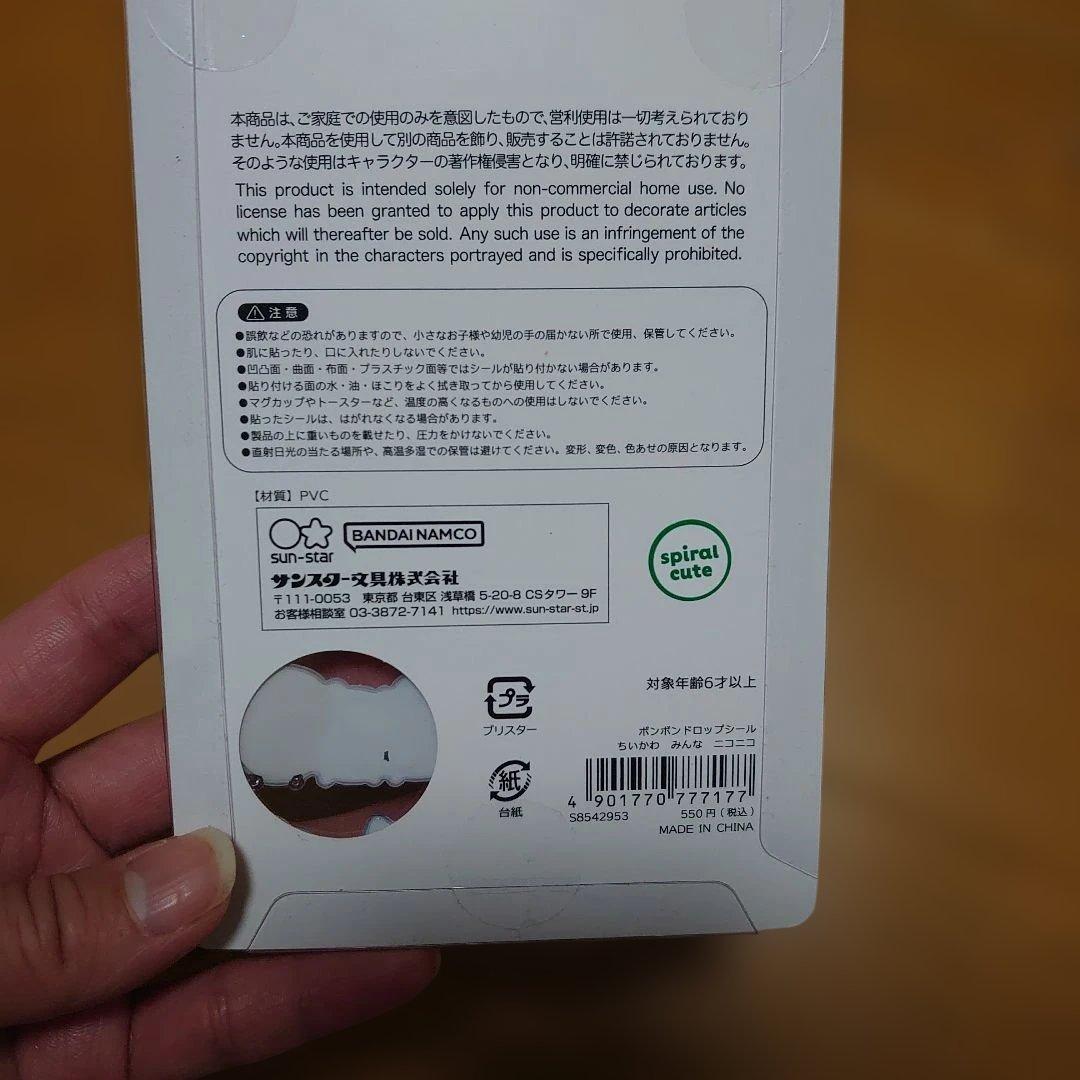 本商品は、ご家庭での使用のみを意図したもので、営利使用は一切考えられており
ません。本商品を使用して別の商品を飾り、販売することは許諾されておりません。
そのような使用はキャラクターの著作権侵害となり、明確に禁じられております。
This product is intended solely for non-commercial home use. No
license has been granted to apply this product to decorate articles
which will thereafter be sold. Any such use is an infringement of the
copyright in the characters portrayed and is specifically prohibited.
注意
●誤飲などの恐れがありますので、小さなお子様や幼児の手の届かない所で使用、保管してください。
●肌に貼ったり、口に入れたりしないでください。
●凹凸面・曲面・布面・プラスチック面等ではシールが貼り付かない場合があります。
●貼り付ける面の水・油・ほこりをよく拭き取ってから使用してください。
●マグカップやトースターなど、温度の高くなるものへの使用はしないでください。
●貼ったシールは、はがれなくなる場合があります。
●製品の上に重いものを載せたり、圧力をかけないでください。
●直射日光の当たる場所や、高温多湿での保管は避けてください。変形、変色、色あせの原因となります。
【材質】PVC
sun-star
BANDAI NAMCO
サンスター文具株式会社
〒111-0053 東京都 台東区 浅草橋 5-20-8 CSタワー 9F
お客様相談室 03-3872-7141 https://www.sun-star-st.jp
spiral
cute
プラ
ブリスター
紙
台紙
対象年齢6才以上
ボンボンドロップシール
ちいかわ みんな ニコニコ
4 901770 777177
S8542953 550円(税込)
MADE IN CHINA